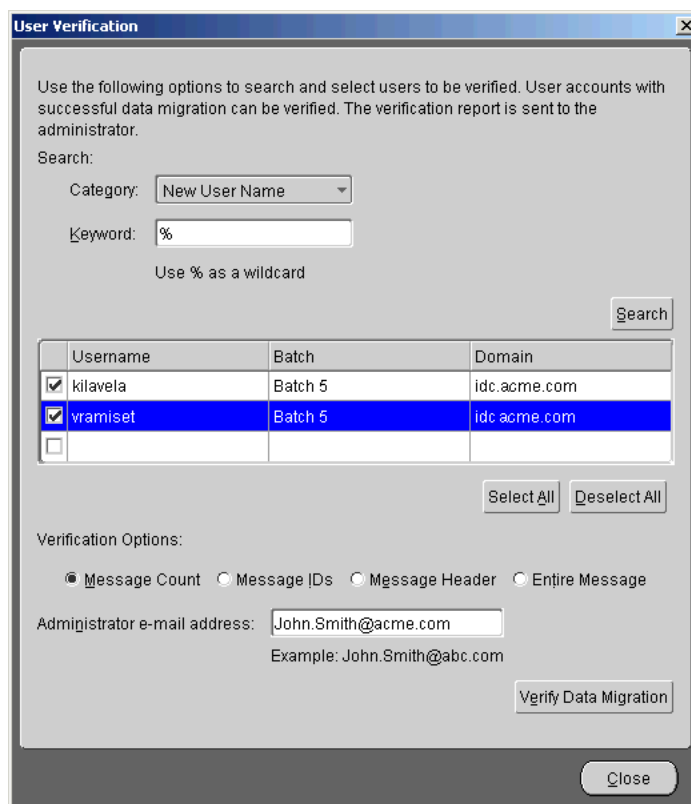 User Verification
Use the following options to search and select users to be verified. User accounts with
successful data migration can be verified. The verification report is sent to the
administrator.
Search:
Category: New User Name
Keyword: %
Use % as a wildcard
Search
Username Batch Domain
kilavela Batch 5 idc.acme.com
vramiset Batch 5 idc acme.com
Select All Deselect All
Verification Options:
Message Count Message IDs Message Header Entire Message
Administrator e-mail address: John.Smith@acme.com
Example: John.Smith@abc.com
Verify Data Migration
Close